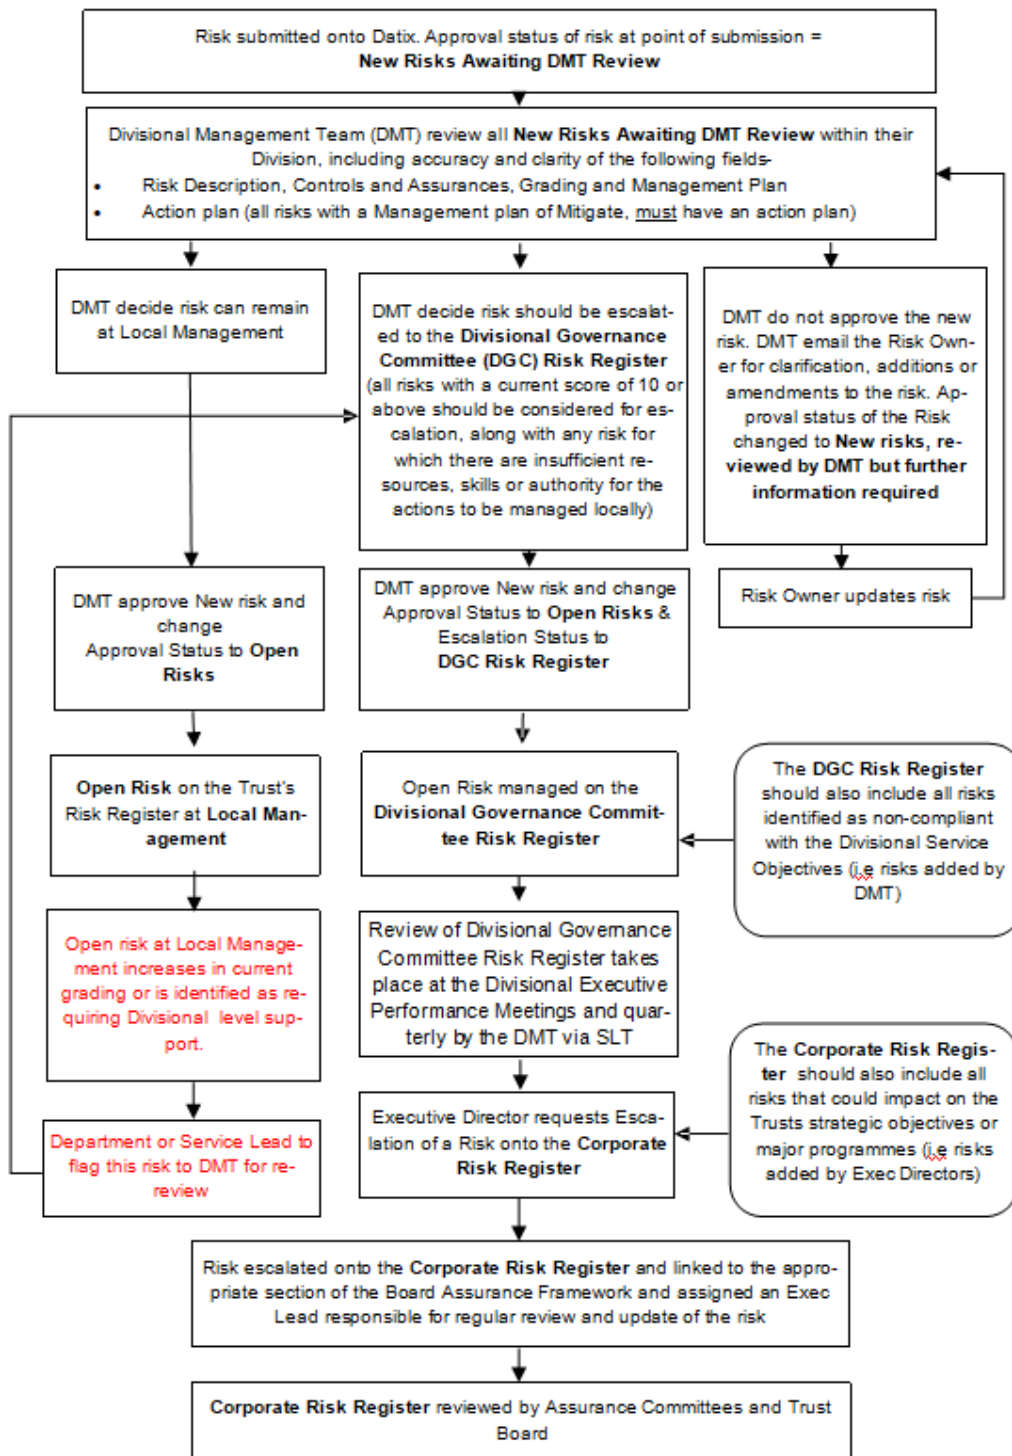 Risk submitted onto Datix. Approval status of risk at point of submission =
New Risks Awaiting DMT Review
Divisional Management Team (DMT) review all New Risks Awaiting DMT Review within their
Division, including accuracy and clarity of the following fields-
• Risk Description, Controls and Assurances, Grading and Management Plan
• Action plan (all risks with a Management plan of Mitigate, must have an action plan)
DMT decide risk can remain
at Local Management
DMT decide risk should be escalat-
ed to the Divisional Governance
Committee (DGC) Risk Register
(all risks with a current score of 10 or
above should be considered for es-
calation, along with any risk for
which there are insufficient re-
sources, skills or authority for the
actions to be managed locally)
DMT do not approve the new
risk. DMT email the Risk Own-
er for clarification, additions or
amendments to the risk. Ap-
proval status of the Risk
changed to New risks, re-
viewed by DMT but further
information required
DMT approve New risk and
change
Approval Status to Open
Risks
DMT approve New risk and change
Approval Status to Open Risks &
Escalation Status to
DGC Risk Register
Risk Owner updates risk
Open Risk on the Trust's
Risk Register at Local Man-
agement
Open Risk managed on the
Divisional Governance Commit-
tee Risk Register
The DGC Risk Register
should also include all risks
identified as non-compliant
with the Divisional Service
Objectives (i.e risks added by
DMT)
Open risk at Local Manage-
ment increases in current
grading or is identified as re-
quiring Divisional level sup-
port.
Review of Divisional Governance
Committee Risk Register takes
place at the Divisional Executive
Performance Meetings and quar-
terly by the DMT via SLT
The Corporate Risk Regis-
ter should also include all
risks that could impact on the
Trusts strategic objectives or
major programmes (i.e risks
added by Exec Directors)
Department or Service Lead to
flag this risk to DMT for re-
review
Executive Director requests Esca-
lation of a Risk onto the Corporate
Risk Register
Risk escalated onto the Corporate Risk Register and linked to the appro-
priate section of the Board Assurance Framework and assigned an Exec
Lead responsible for regular review and update of the risk
Corporate Risk Register reviewed by Assurance Committees and Trust
Board